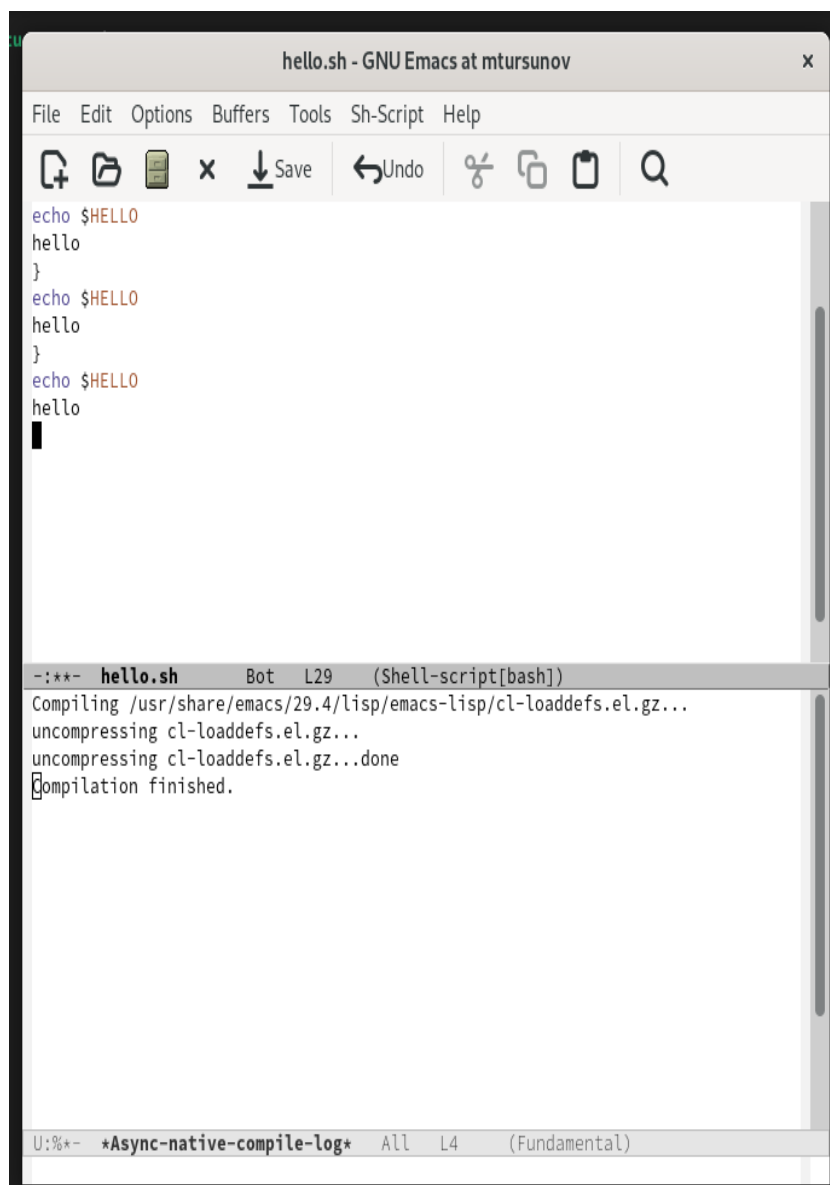 tu
hello.sh - GNU Emacs at mtursunov
File Edit Options Buffers Tools Sh-Script Help
Save Undo
echo $HELLO
hello
}
echo $HELLO
hello
}
echo $HELLO
hello
-:**- hello.sh Bot L29 (Shell-script[bash])
Compiling /usr/share/emacs/29.4/lisp/emacs-lisp/cl-loaddefs.el.gz...
uncompressing cl-loaddefs.el.gz...
uncompressing cl-loaddefs.el.gz...done
Compilation finished.
U:%*- *Async-native-compile-log* All L4 (Fundamental)